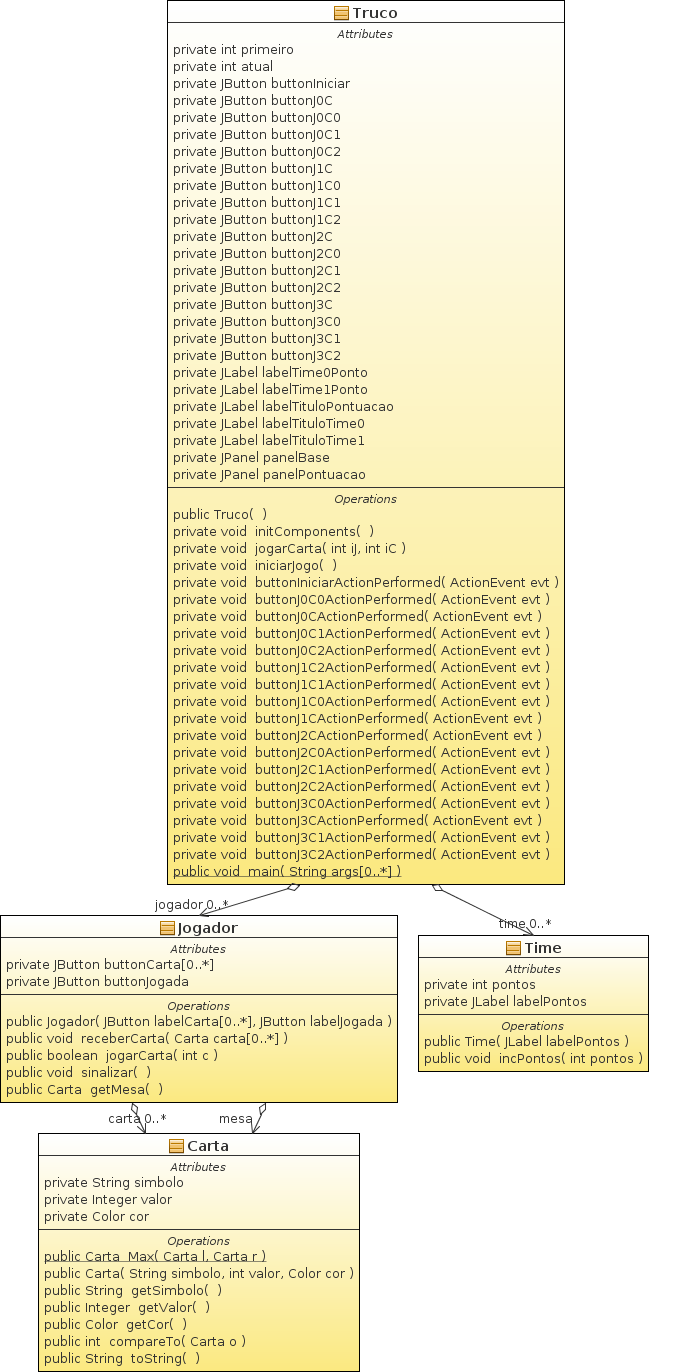 Truco
Attributes
private int primeiro
private int atual
private JButton buttonIniciar
private JButton buttonJ0C
private JButton buttonJ0C0
private JButton buttonJ0C1
private JButton buttonJ0C2
private JButton buttonJ1C
private JButton buttonJ1C0
private JButton buttonJ1C1
private JButton buttonJ1C2
private JButton buttonJ2C
private JButton buttonJ2C0
private JButton buttonJ2C1
private JButton buttonJ2C2
private JButton buttonJ3C
private JButton buttonJ3C0
private JButton buttonJ3C1
private JButton buttonJ3C2
private JLabel labelTime0Ponto
private JLabel labelTime1Ponto
private JLabel labelTituloPontuacao
private JLabel labelTituloTime0
private JLabel labelTituloTime1
private JPanel panelBase
private JPanel panelPontuacao
Operations
public Truco(  )
private void  initComponents(  )
private void  jogarCarta( int iJ, int iC )
private void  iniciarJogo(  )
private void  buttonIniciarActionPerformed( ActionEvent evt )
private void  buttonJ0C0ActionPerformed( ActionEvent evt )
private void  buttonJ0CActionPerformed( ActionEvent evt )
private void  buttonJ0C1ActionPerformed( ActionEvent evt )
private void  buttonJ0C2ActionPerformed( ActionEvent evt )
private void  buttonJ1C2ActionPerformed( ActionEvent evt )
private void  buttonJ1C1ActionPerformed( ActionEvent evt )
private void  buttonJ1C0ActionPerformed( ActionEvent evt )
private void  buttonJ1CActionPerformed( ActionEvent evt )
private void  buttonJ2CActionPerformed( ActionEvent evt )
private void  buttonJ2C0ActionPerformed( ActionEvent evt )
private void  buttonJ2C1ActionPerformed( ActionEvent evt )
private void  buttonJ2C2ActionPerformed( ActionEvent evt )
private void  buttonJ3C0ActionPerformed( ActionEvent evt )
private void  buttonJ3CActionPerformed( ActionEvent evt )
private void  buttonJ3C1ActionPerformed( ActionEvent evt )
private void  buttonJ3C2ActionPerformed( ActionEvent evt )
public void  main( String args[0..*] )
jogador 0..*
time 0..*
Jogador
Attributes
private JButton buttonCarta[0..*]
private JButton buttonJogada
Operations
public Jogador( JButton labelCarta[0..*], JButton labelJogada )
public void  receberCarta( Carta carta[0..*] )
public boolean  jogarCarta( int c )
public void  sinalizar(  )
public Carta  getMesa(  )
Time
Attributes
private int pontos
private JLabel labelPontos
Operations
public Time( JLabel labelPontos )
public void  incPontos( int pontos )
carta 0..*
mesa
Carta
Attributes
private String simbolo
private Integer valor
private Color cor
Operations
public Carta  Max( Carta l, Carta r )
public Carta( String simbolo, int valor, Color cor )
public String  getSimbolo(  )
public Integer  getValor(  )
public Color  getCor(  )
public int  compareTo( Carta o )
public String  toString(  )